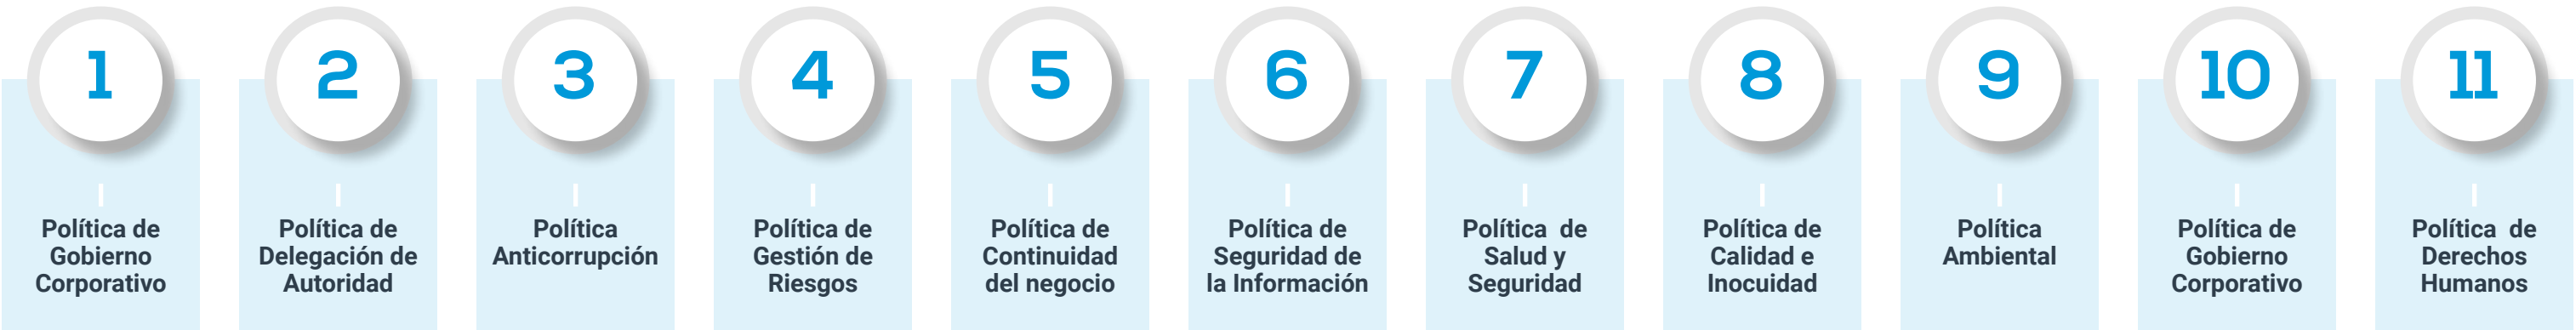 1
Política de
Gobierno
Corporativo
2
Política de
Delegación de
Autoridad
3
Política
Anticorrupción
4
Política de
Gestión de
Riesgos
5
Política de
Continuidad
del negocio
6
Política de
Seguridad de
la Información
7
Política de
Salud y
Seguridad
8
Política de
Calidad e
Inocuidad
9
Política
Ambiental
10
Política de
Gobierno
Corporativo
11
Política de
Derechos
Humanos